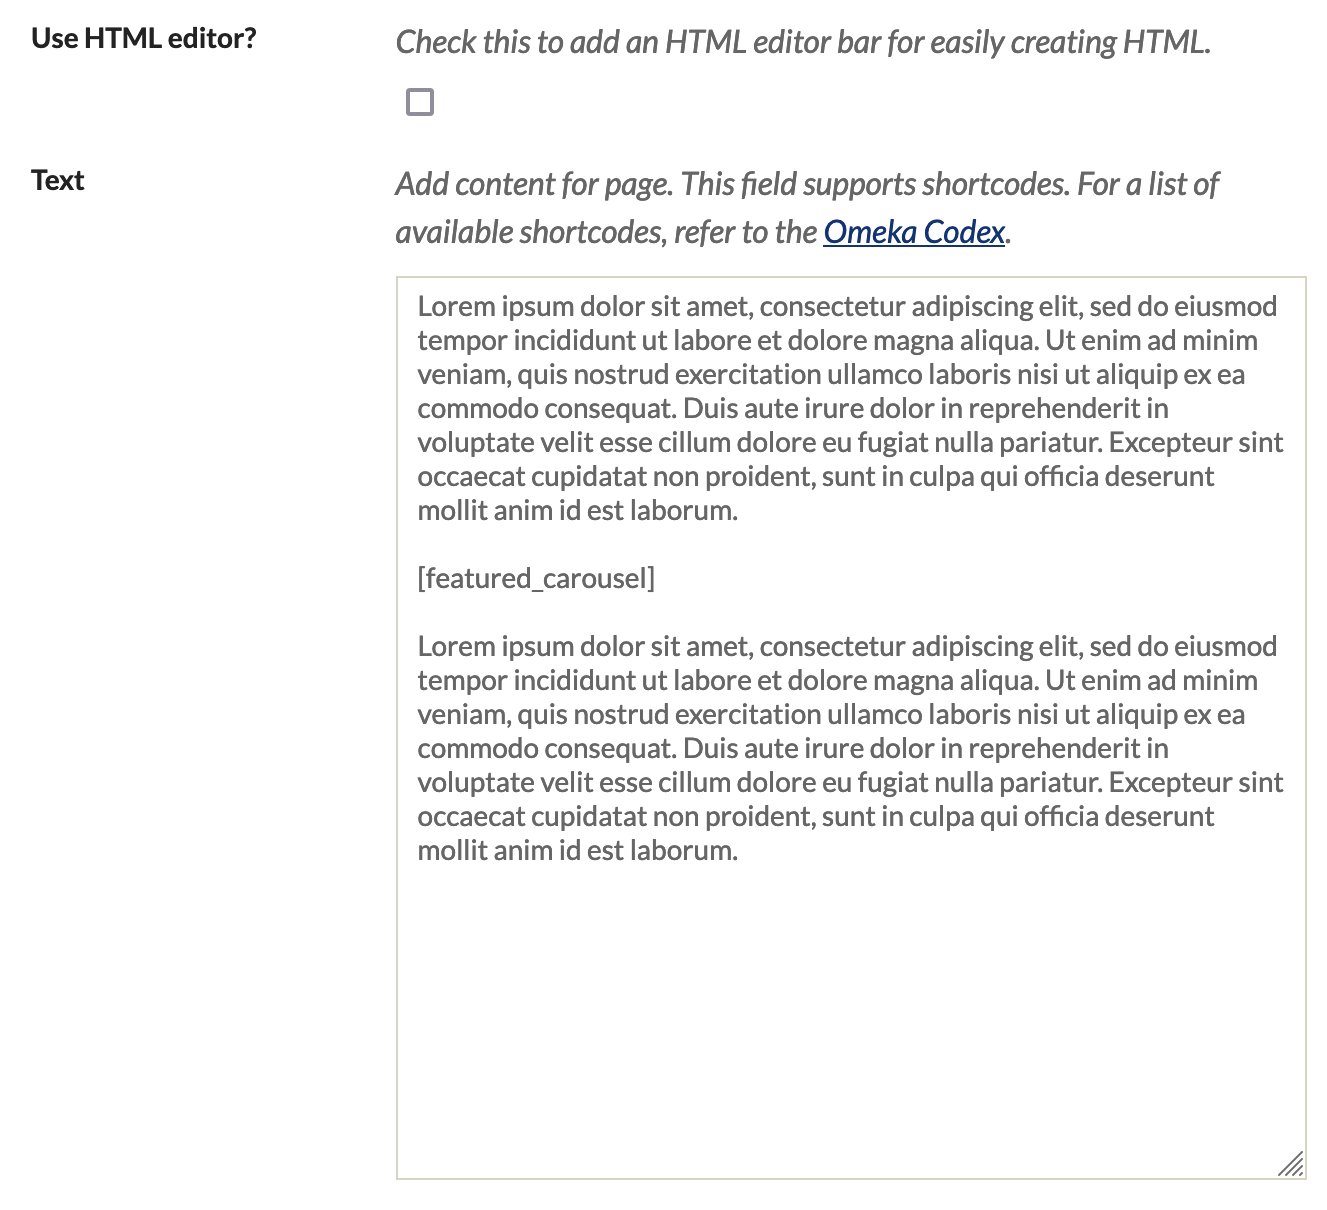 Use HTML editor?
Check this to add an HTML editor bar for easily creating HTML.
Text
Add content for page. This field supports shortcodes. For a list of
available shortcodes, refer to the Omeka Codex.
Lorem ipsum dolor sit amet, consectetur adipiscing elit, sed do eiusmod
tempor incididunt ut labore et dolore magna aliqua. Ut enim ad minim
veniam, quis nostrud exercitation ullamco laboris nisi ut aliquip ex ea
commodo consequat. Duis aute irure dolor in reprehenderit in
voluptate velit esse cillum dolore eu fugiat nulla pariatur. Excepteur sint
occaecat cupidatat non proident, sunt in culpa qui officia deserunt
mollit anim id est laborum.
[featured_carousel]
Lorem ipsum dolor sit amet, consectetur adipiscing elit, sed do eiusmod
tempor incididunt ut labore et dolore magna aliqua. Ut enim ad minim
veniam, quis nostrud exercitation ullamco laboris nisi ut aliquip ex ea
commodo consequat. Duis aute irure dolor in reprehenderit in
voluptate velit esse cillum dolore eu fugiat nulla pariatur. Excepteur sint
occaecat cupidatat non proident, sunt in culpa qui officia deserunt
mollit anim id est laborum.